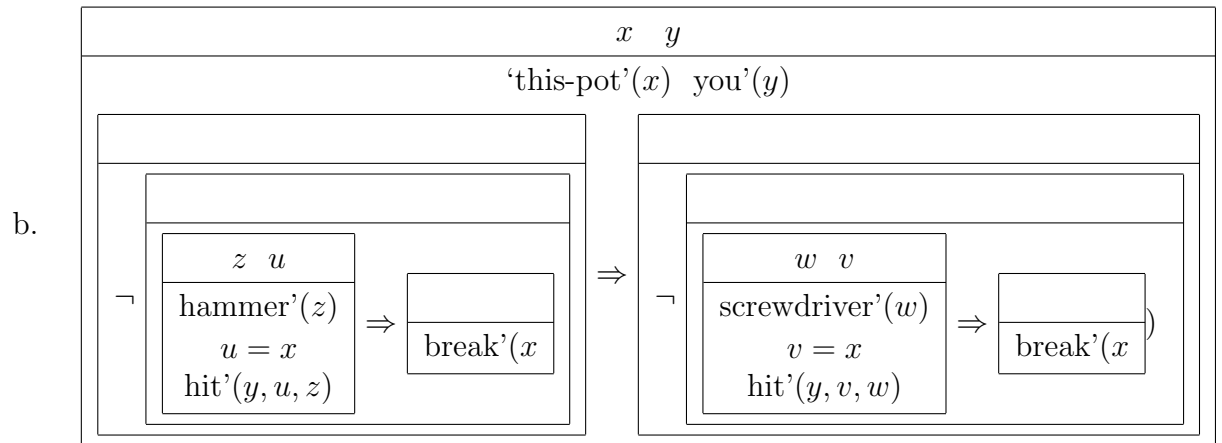 x y
‘this-pot’(x) you’(y)
b.
¬
z u
hammer’(z)
u = x
hit’(y, u, z)
⇒
break’(x
⇒
¬
w v
screwdriver’(w)
v = x
hit’(y, v, w)
⇒
break’(x
)